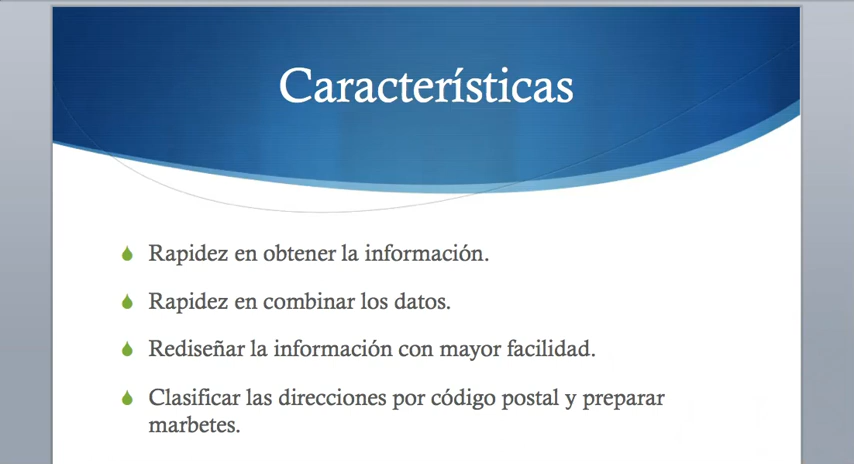 Características
Rapidez en obtener la información.
Rapidez en combinar los datos.
Rediseñar la información con mayor facilidad.
Clasificar las direcciones por código postal y preparar
marbetes.